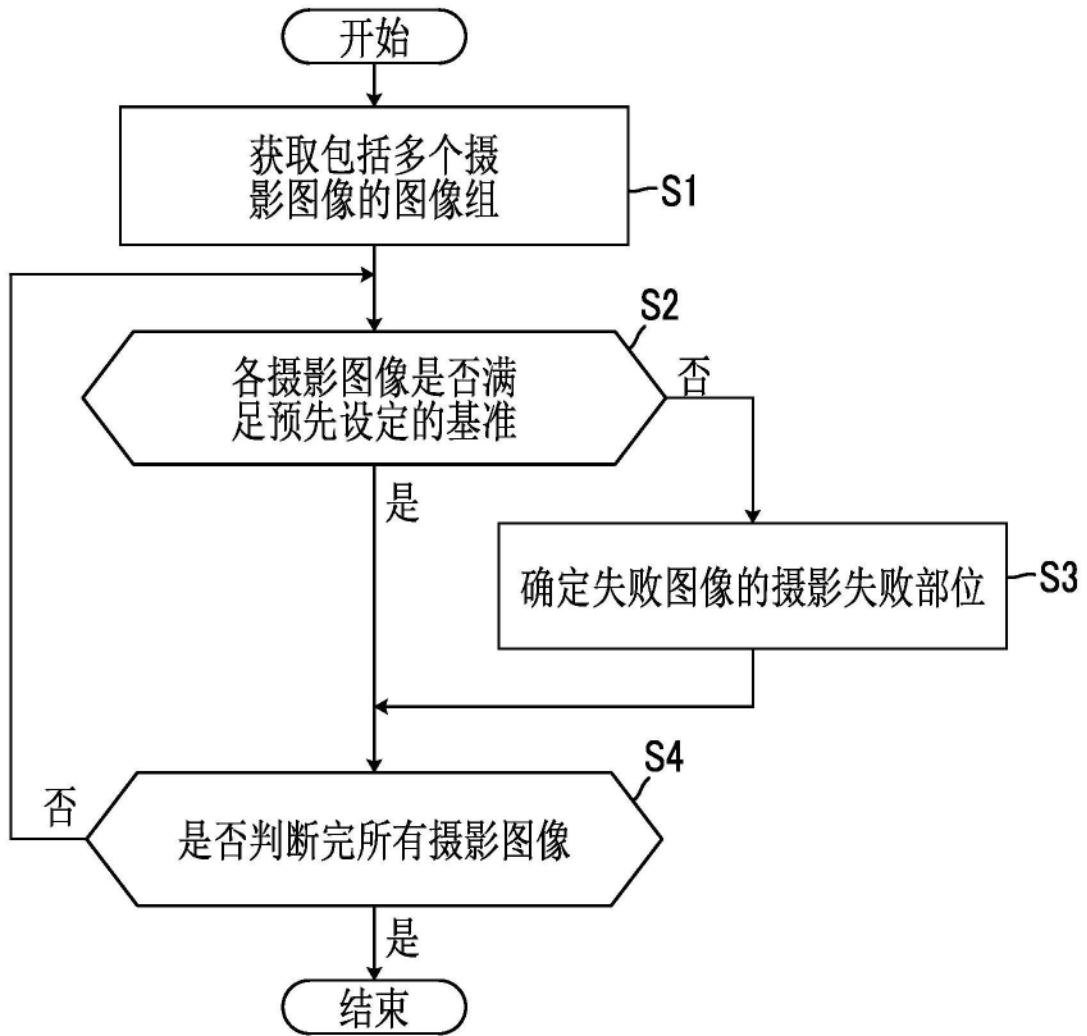 开始
获取包括多个摄
影图像的图像组
S1
S2
各摄影图像是否满
足预先设定的基准
否
是
确定失败图像的摄影失败部位
S3
S4
否
是否判断完所有摄影图像
是
结束